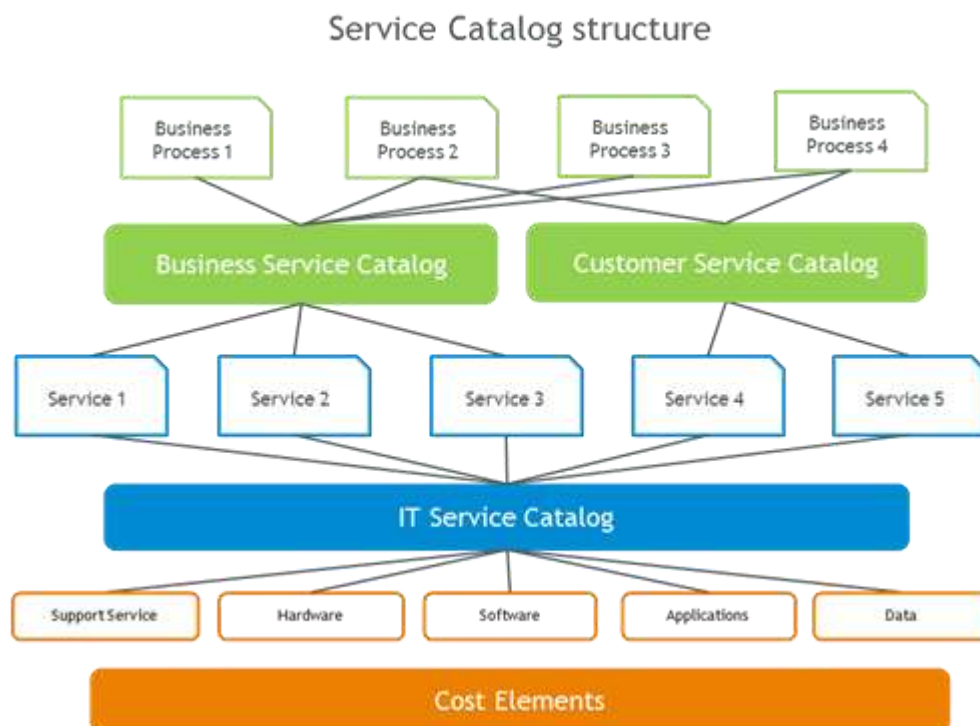 Service Catalog structure
Business
Process 1
Business
Process 2
Business
Process 3
Business
Process 4
Business Service Catalog
Customer Service Catalog
Service 1
Service 2
Service 3
Service 4
Service 5
IT Service Catalog
Support Service
Hardware
Software
Applications
Data
Cost Elements